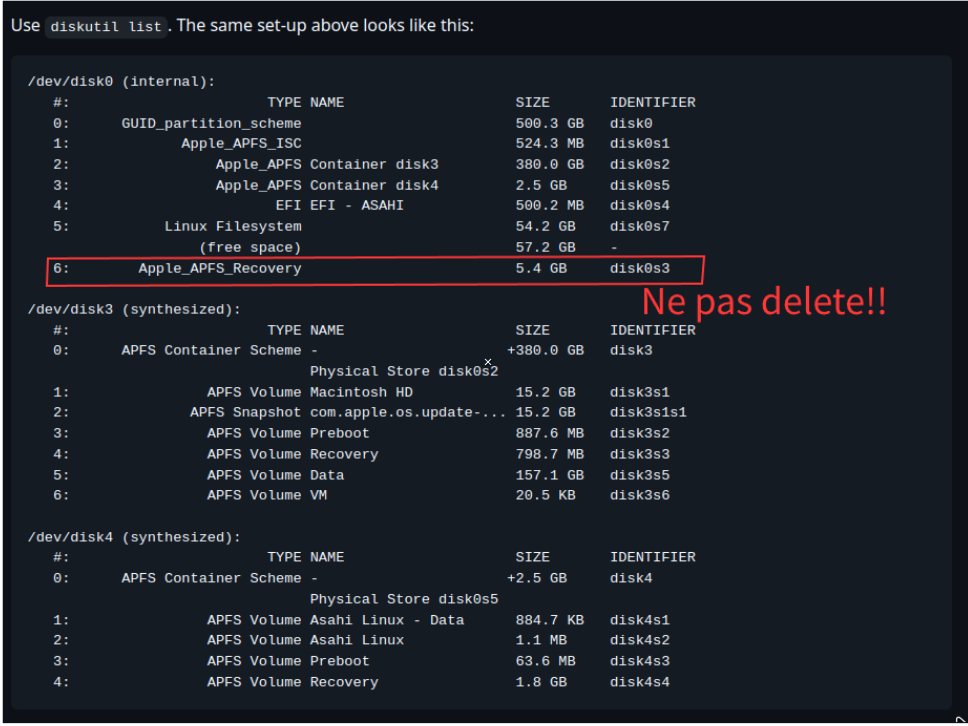 Use diskutil list. The same set-up above looks like this:
/dev/disk0 (internal):
#: TYPE NAME SIZE IDENTIFIER
0: GUID_partition_scheme 500.3 GB disk0
1: Apple_APFS_ISC 524.3 MB disk0s1
2: Apple_APFS Container disk3 380.0 GB disk0s2
3: Apple_APFS Container disk4 2.5 GB disk0s5
4: EFI EFI - ASAHI 500.2 MB disk0s4
5: Linux Filesystem 54.2 GB disk0s7
(free space) 57.2 GB -
6: Apple_APFS_Recovery 5.4 GB disk0s3
Ne pas delete!!
/dev/disk3 (synthesized):
#: TYPE NAME SIZE IDENTIFIER
0: APFS Container Scheme - +380.0 GB disk3
Physical Store disk0s2
1: APFS Volume Macintosh HD 15.2 GB disk3s1
2: APFS Snapshot com.apple.os.update-... 15.2 GB disk3s1s1
3: APFS Volume Preboot 887.6 MB disk3s2
4: APFS Volume Recovery 798.7 MB disk3s3
5: APFS Volume Data 157.1 GB disk3s5
6: APFS Volume VM 20.5 KB disk3s6
/dev/disk4 (synthesized):
#: TYPE NAME SIZE IDENTIFIER
0: APFS Container Scheme - +2.5 GB disk4
Physical Store disk0s5
1: APFS Volume Asahi Linux - Data 884.7 KB disk4s1
2: APFS Volume Asahi Linux 1.1 MB disk4s2
3: APFS Volume Preboot 63.6 MB disk4s3
4: APFS Volume Recovery 1.8 GB disk4s4